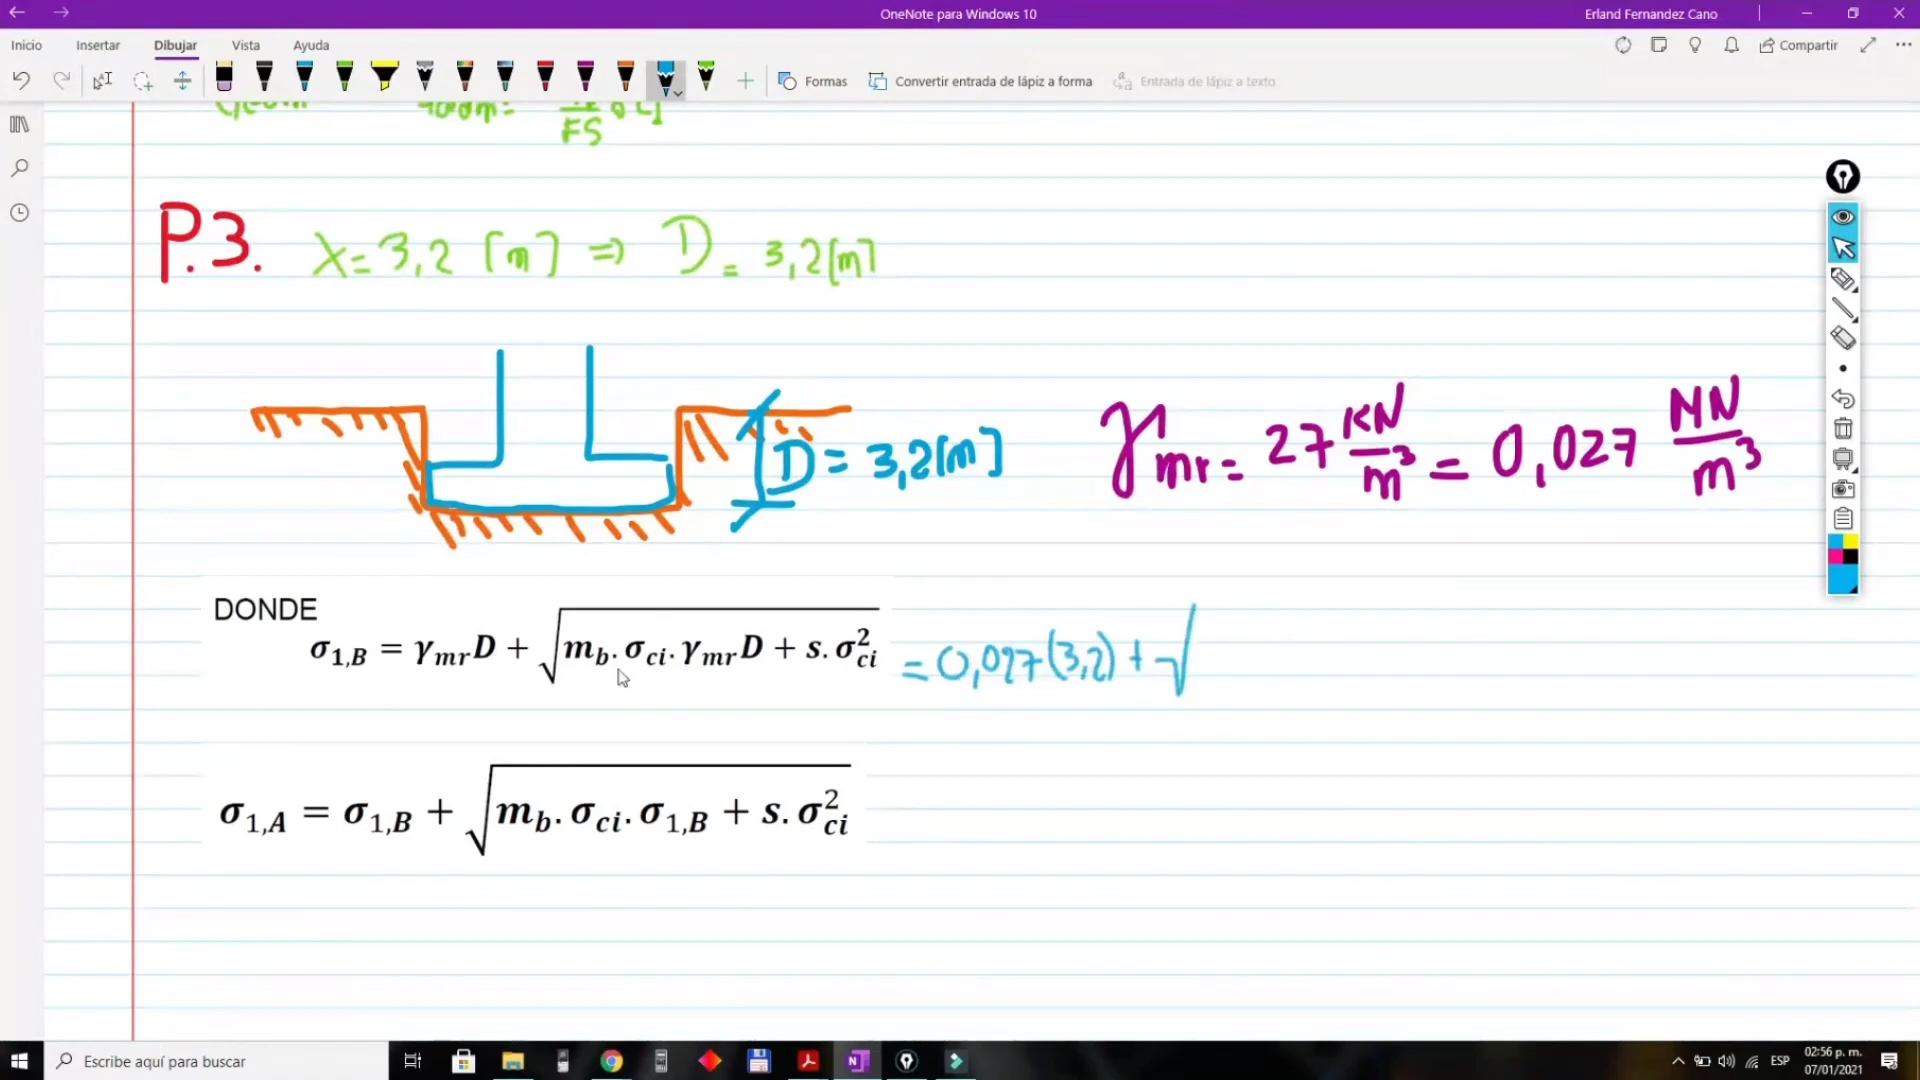 OneNote para Windows 10
Erland Fernandez Cano
Inicio Insertar Dibujar Vista Ayuda
Compartir
Formas Convertir entrada de lápiz a forma Entrada de lápiz a texto
FS
P.3. X = 3,2 [m] ⇒ D = 3,2 [m]
D = 3,2 [m]
γmr = 27 KN/m³ = 0,027 MN/m³
DONDE
σ1,B = γmrD + √(mb.σci.γmrD + s.σ²ci) = 0,027(3,2) + √
σ1,A = σ1,B + √(mb.σci.σ1,B + s.σ²ci)
Escribe aquí para buscar
ESP
02:56 p. m.
07/01/2021